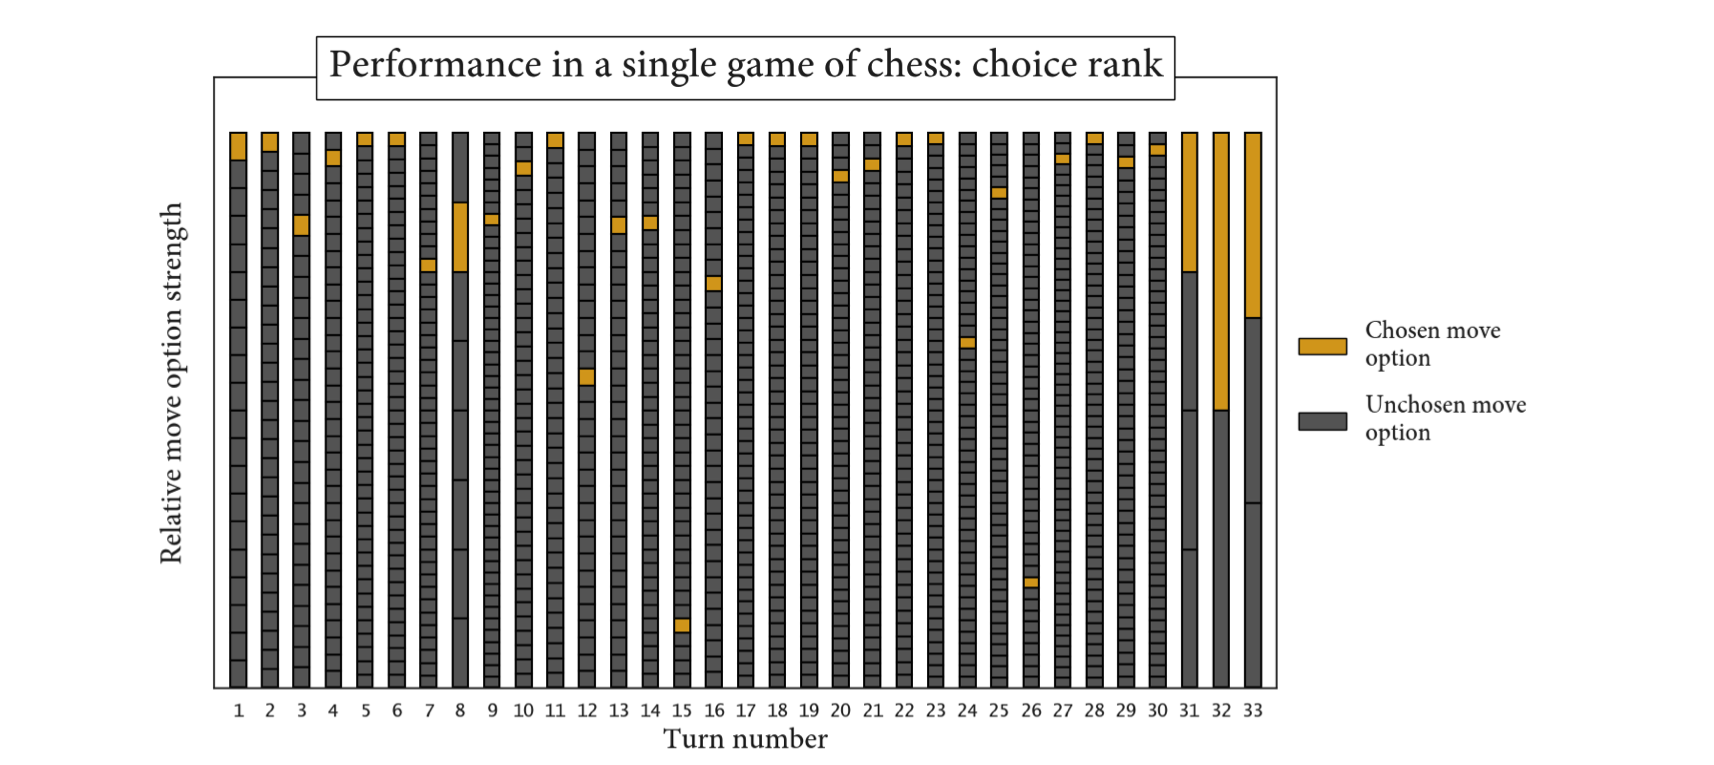 Performance in a single game of chess: choice rank
Relative move option strength
Chosen move
option
Unchosen move
option
1 2 3 4 5 6 7 8 9 10 11 12 13 14 15 16 17 18 19 20 21 22 23 24 25 26 27 28 29 30 31 32 33
Turn number